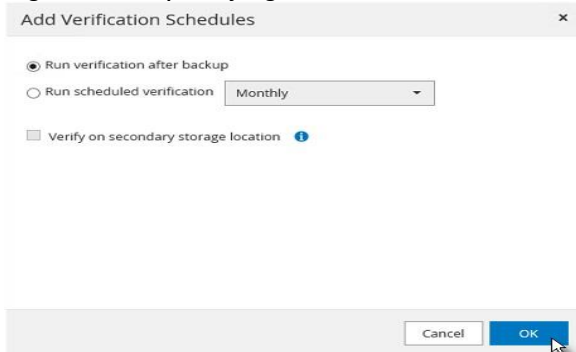 Add Verification Schedules ×
Run verification after backup
Run scheduled verification Monthly
Verify on secondary storage location i
Cancel OK